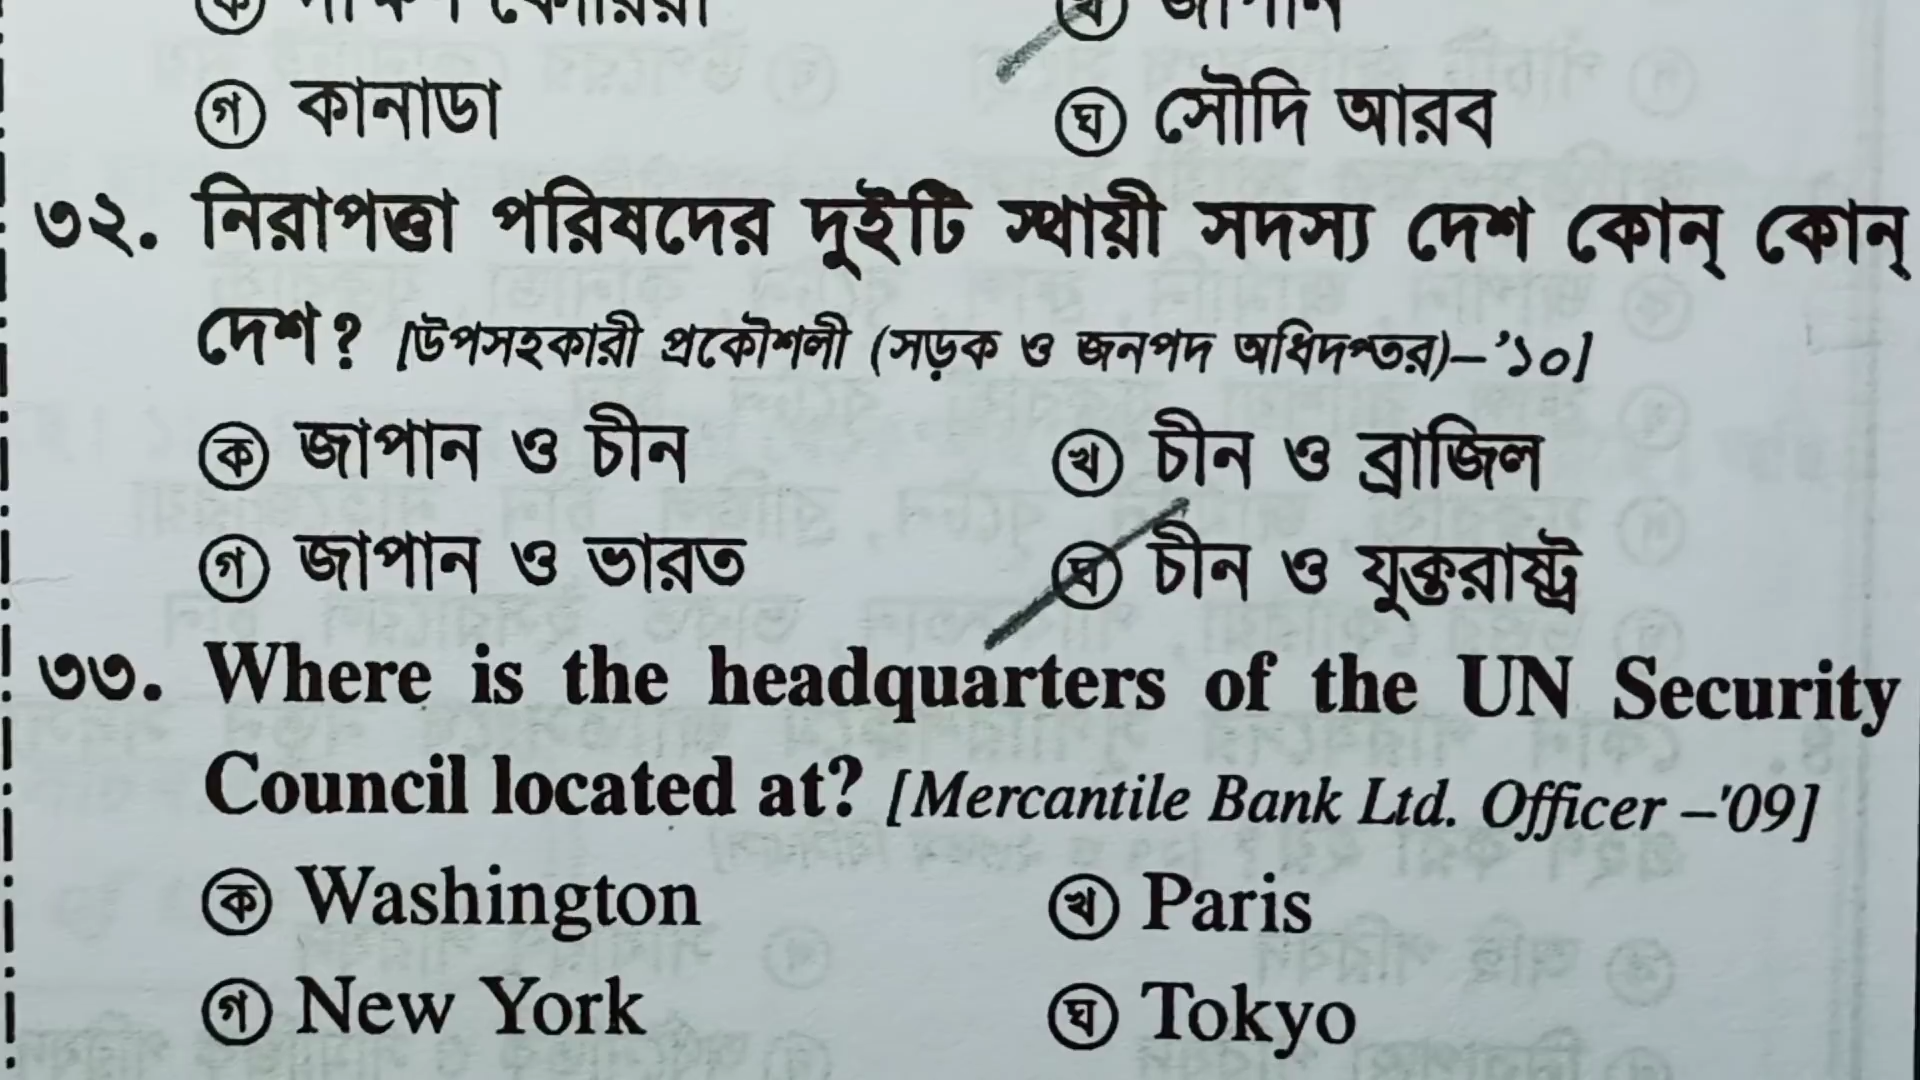 ক দক্ষিণ কোরিয়া খ জাপান
গ কানাডা ঘ সৌদি আরব
৩২. নিরাপত্তা পরিষদের দুইটি স্থায়ী সদস্য দেশ কোন্ কোন্
দেশ? [উপসহকারী প্রকৌশলী (সড়ক ও জনপদ অধিদপ্তর)–'১০]
ক জাপান ও চীন খ চীন ও ব্রাজিল
গ জাপান ও ভারত ঘ চীন ও যুক্তরাষ্ট্র
৩৩. Where is the headquarters of the UN Security
Council located at? [Mercantile Bank Ltd. Officer –'09]
ক Washington খ Paris
গ New York ঘ Tokyo